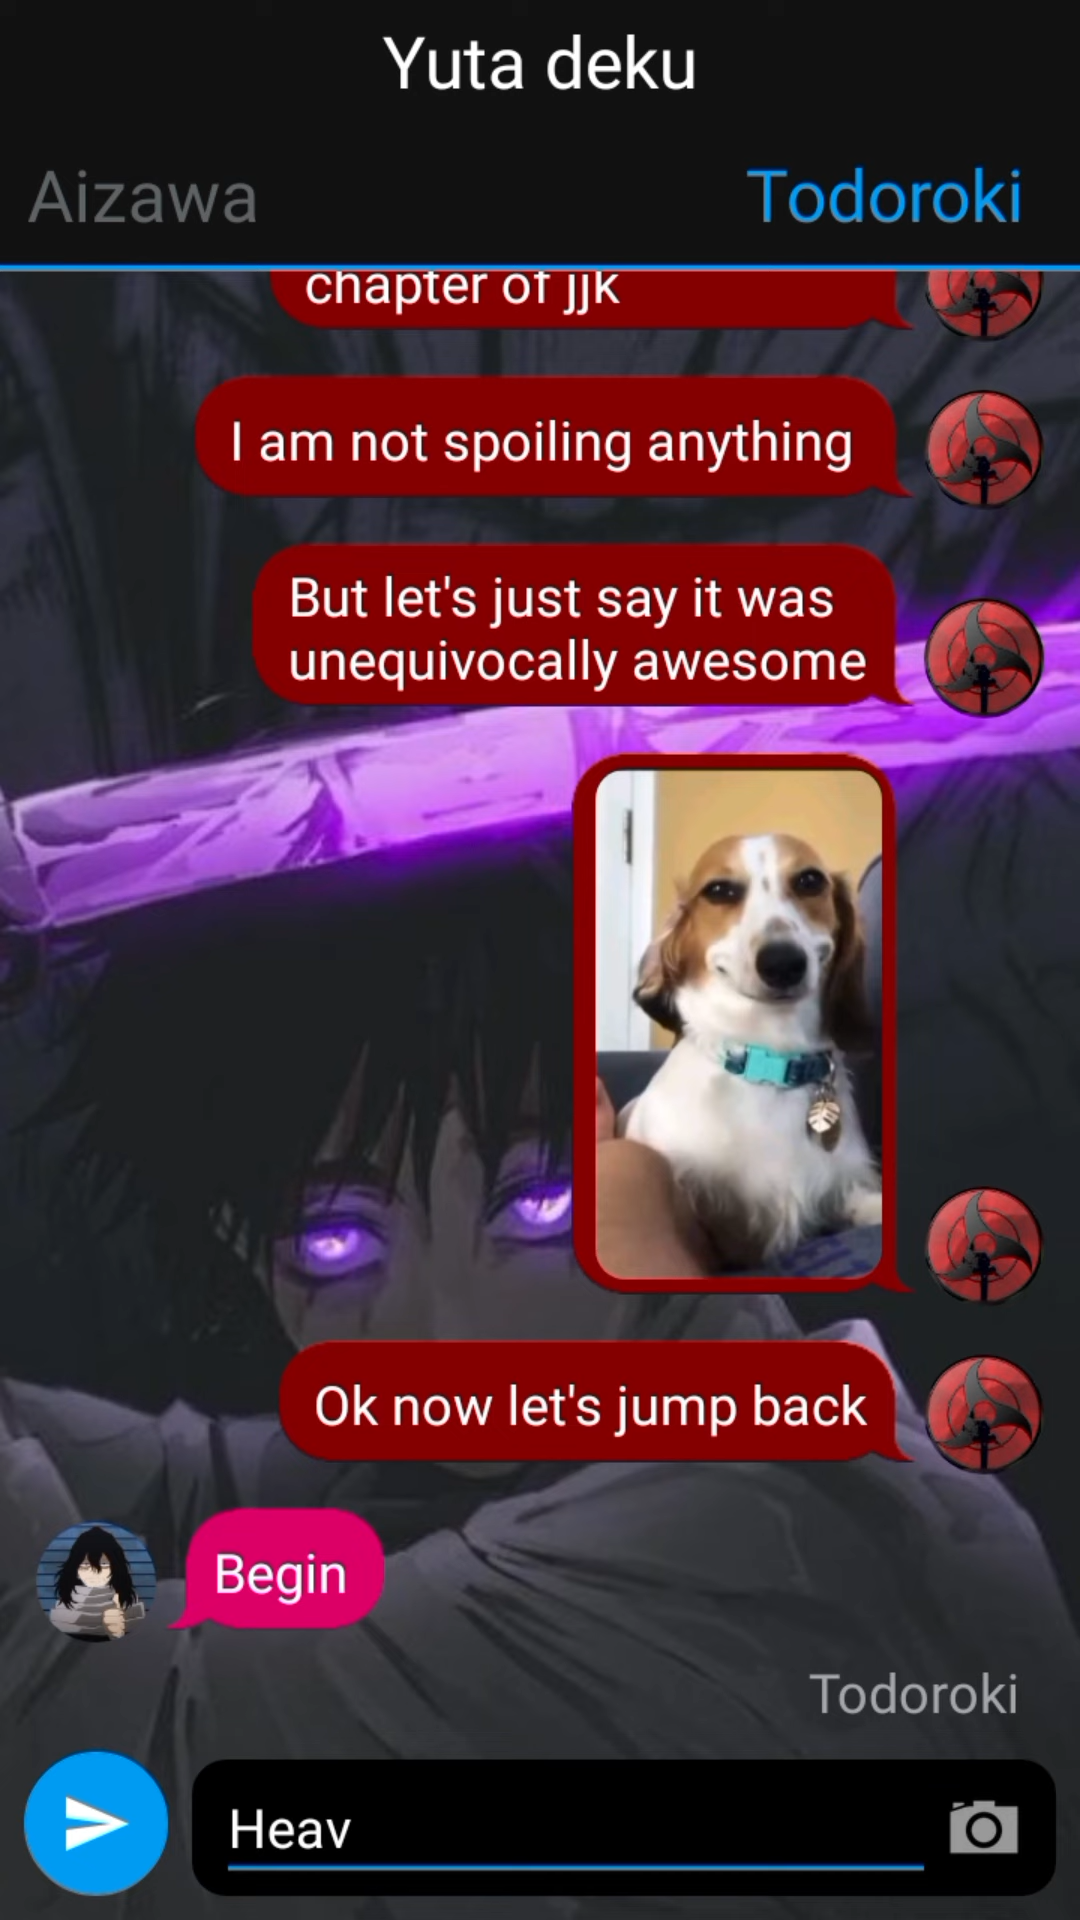 Yuta deku
Aizawa
Todoroki
chapter of jjk
I am not spoiling anything
But let's just say it was
unequivocally awesome
Ok now let's jump back
Begin
Todoroki
Heav